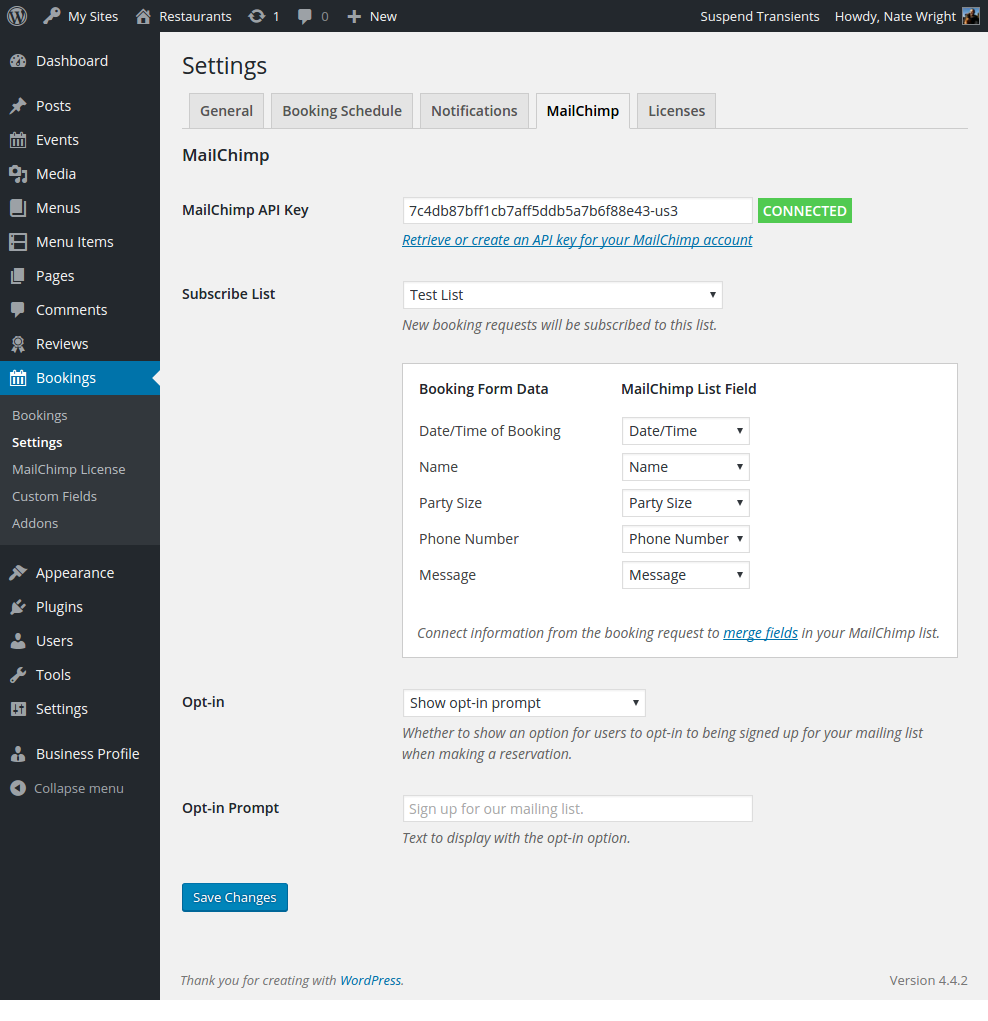 My Sites Restaurants 1 0 New Suspend Transients Howdy, Nate Wright
Dashboard
Posts
Events
Media
Menus
Menu Items
Pages
Comments
Reviews
Bookings
Bookings
Settings
MailChimp License
Custom Fields
Addons
Appearance
Plugins
Users
Tools
Settings
Business Profile
Collapse menu
Settings
General Booking Schedule Notifications MailChimp Licenses
MailChimp
MailChimp API Key 7c4db87bff1cb7aff5ddb5a7b6f88e43-us3 CONNECTED
Retrieve or create an API key for your MailChimp account
Subscribe List Test List
New booking requests will be subscribed to this list.
Booking Form Data MailChimp List Field
Date/Time of Booking Date/Time
Name Name
Party Size Party Size
Phone Number Phone Number
Message Message
Connect information from the booking request to merge fields in your MailChimp list.
Opt-in Show opt-in prompt
Whether to show an option for users to opt-in to being signed up for your mailing list
when making a reservation.
Opt-in Prompt Sign up for our mailing list.
Text to display with the opt-in option.
Save Changes
Thank you for creating with WordPress. Version 4.4.2